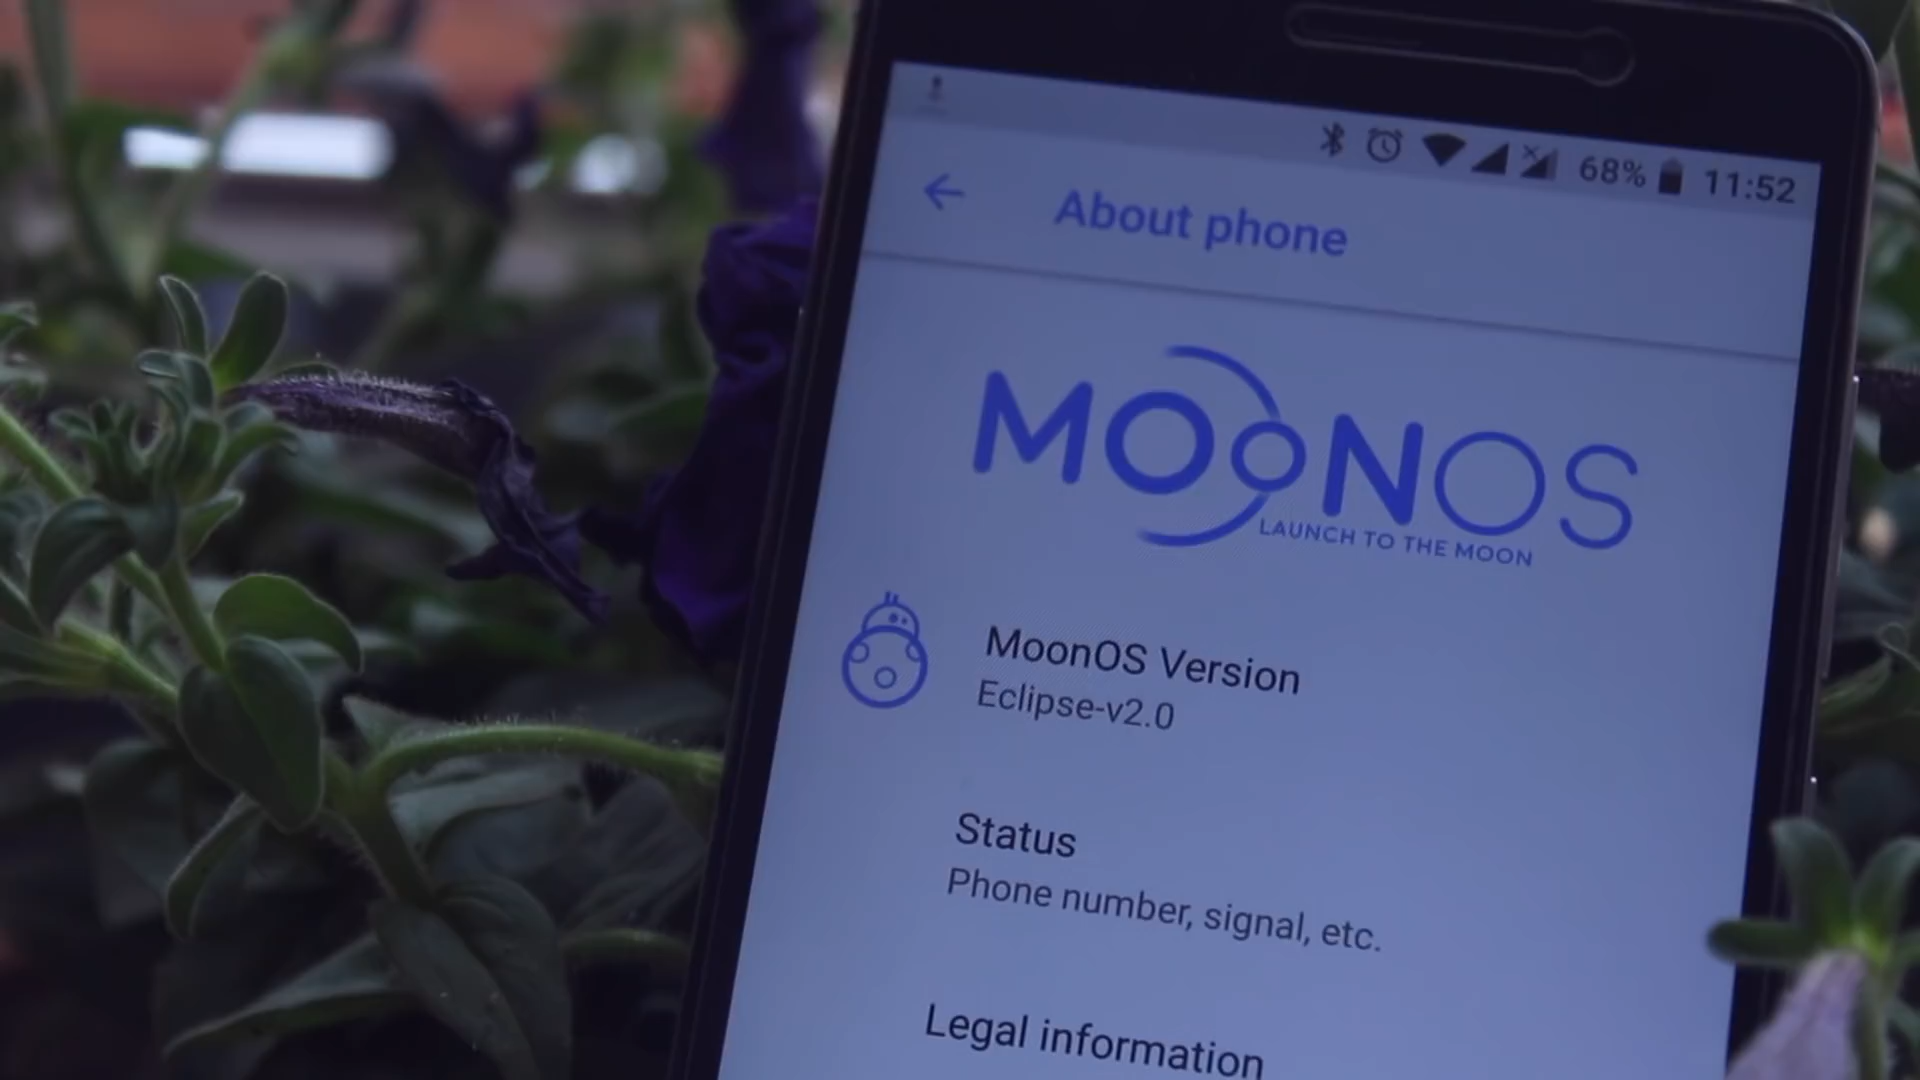 68% 11:52
About phone
MOONOS
LAUNCH TO THE MOON
MoonOS Version
Eclipse-v2.0
Status
Phone number, signal, etc.
Legal information